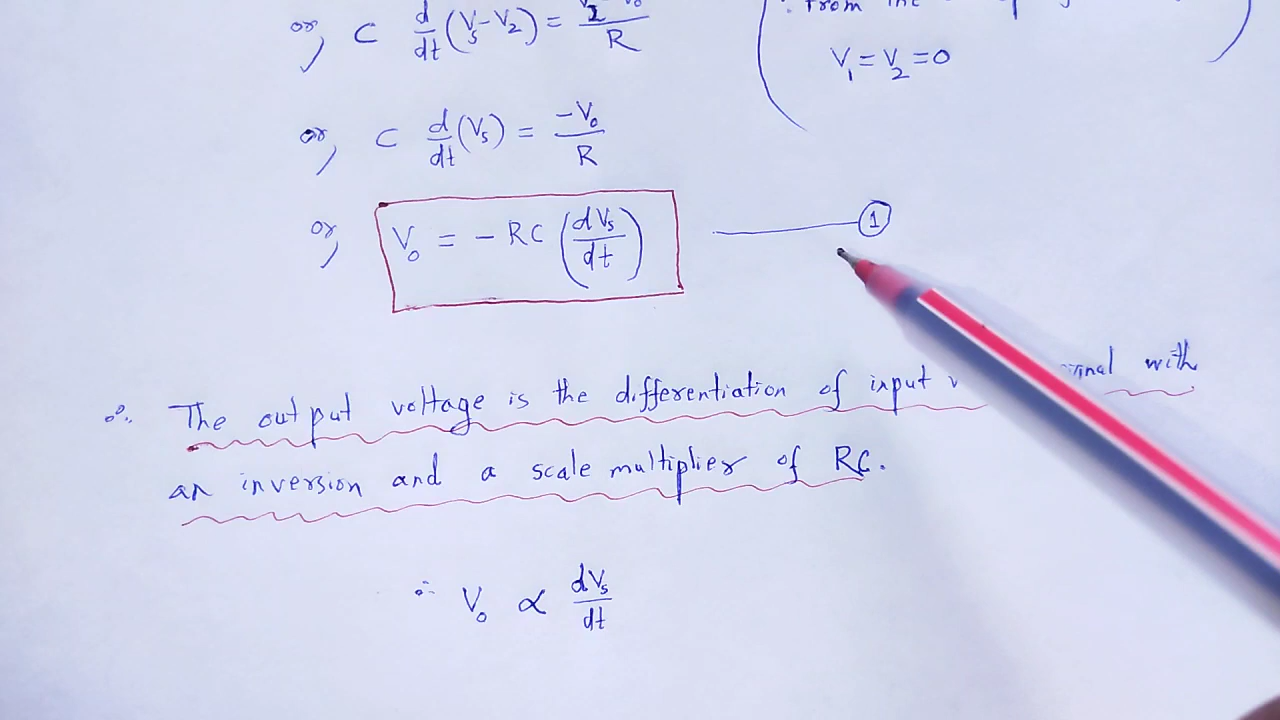 or, C d/dt (Vs - V2) = V2 - Vo / R
From the
V1 = V2 = 0
or, C d/dt (Vs) = -Vo / R
or, Vo = - RC (dVs/dt) ——— 1
∴ The output voltage is the differentiation of input with
an inversion and a scale multiplier of RC.
∴ Vo ∝ dVs/dt